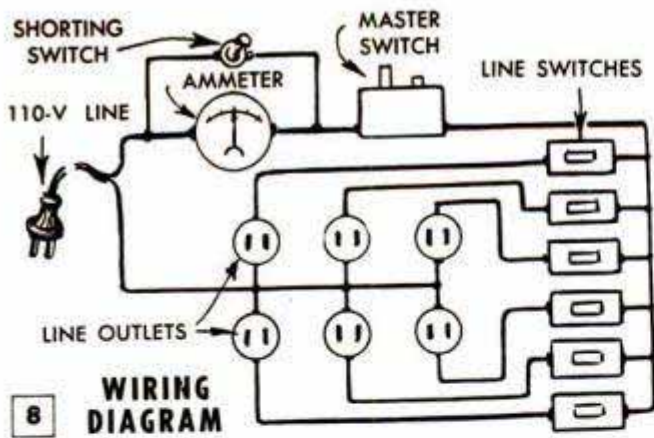 SHORTING
SWITCH
MASTER
SWITCH
AMMETER
LINE SWITCHES
110-V LINE
LINE OUTLETS
8
WIRING
DIAGRAM